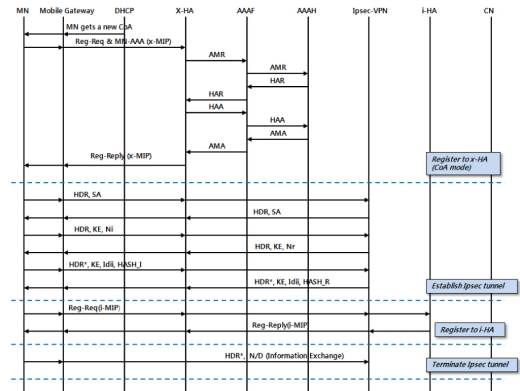 MN Mobile Gateway DHCP X-HA AAAF AAAH Ipsec-VPN i-HA CN
MN gets a new CoA
Reg-Req & MN-AAA (x-MIP)
AMR
AMR
HAR
HAR
HAA
HAA
AMA
AMA
Reg-Reply (x-MIP)
Register to x-HA
(CoA mode)
HDR, SA
HDR, SA
HDR, KE, Ni
HDR, KE, Nr
HDR*, KE, Idii, HASH_I
HDR*, KE, Idii, HASH_R
Establish Ipsec tunnel
Reg-Req(i-MIP)
Reg-Reply(i-MIP
Register to i-HA
HDR*, N/D (Information Exchange)
Terminate Ipsec tunnel